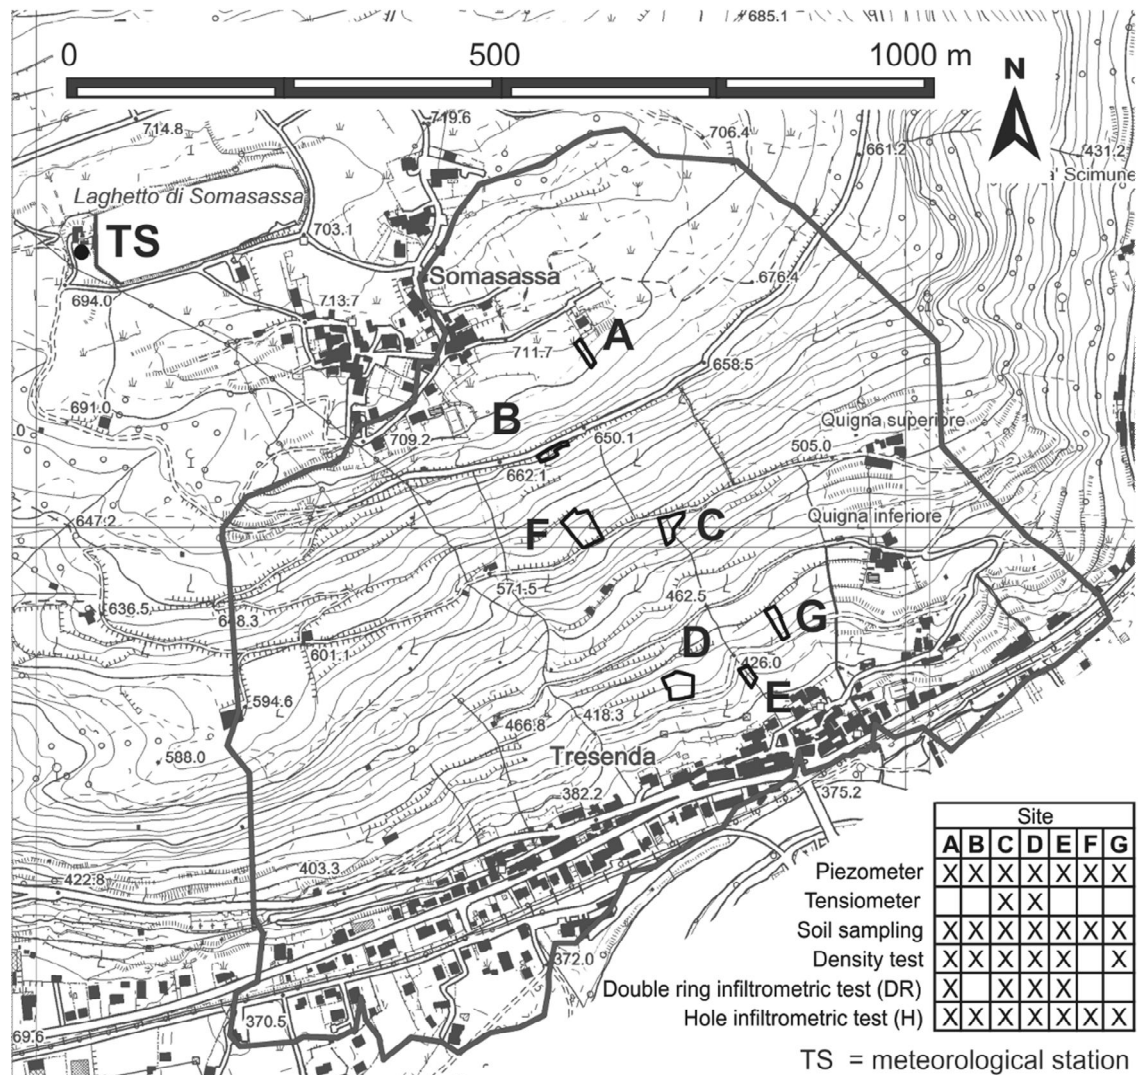 685.1
0 500 1000 m
N
714.8
719.6
706.4
661.2
431.2
a' Scimune
Laghetto di Somasassa
TS
703.1
Somasassa
676.4
694.0
713.7
711.7
A
658.5
691.0
B
709.2
650.1
Quigna superiore
505.0
662.1
647.2
F
C
Quigna inferiore
571.5
462.5
636.5
648.3
G
601.1
D
426.0
594.6
E
466.8
418.3
588.0
Tresenda
382.2
375.2
403.3
422.8
372.0
370.5
69.6
Site
A B C D E F G
Piezometer X X X X X X X
Tensiometer X X
Soil sampling X X X X X X X
Density test X X X X X X
Double ring infiltrometric test (DR) X X X X
Hole infiltrometric test (H) X X X X X X X
TS = meteorological station